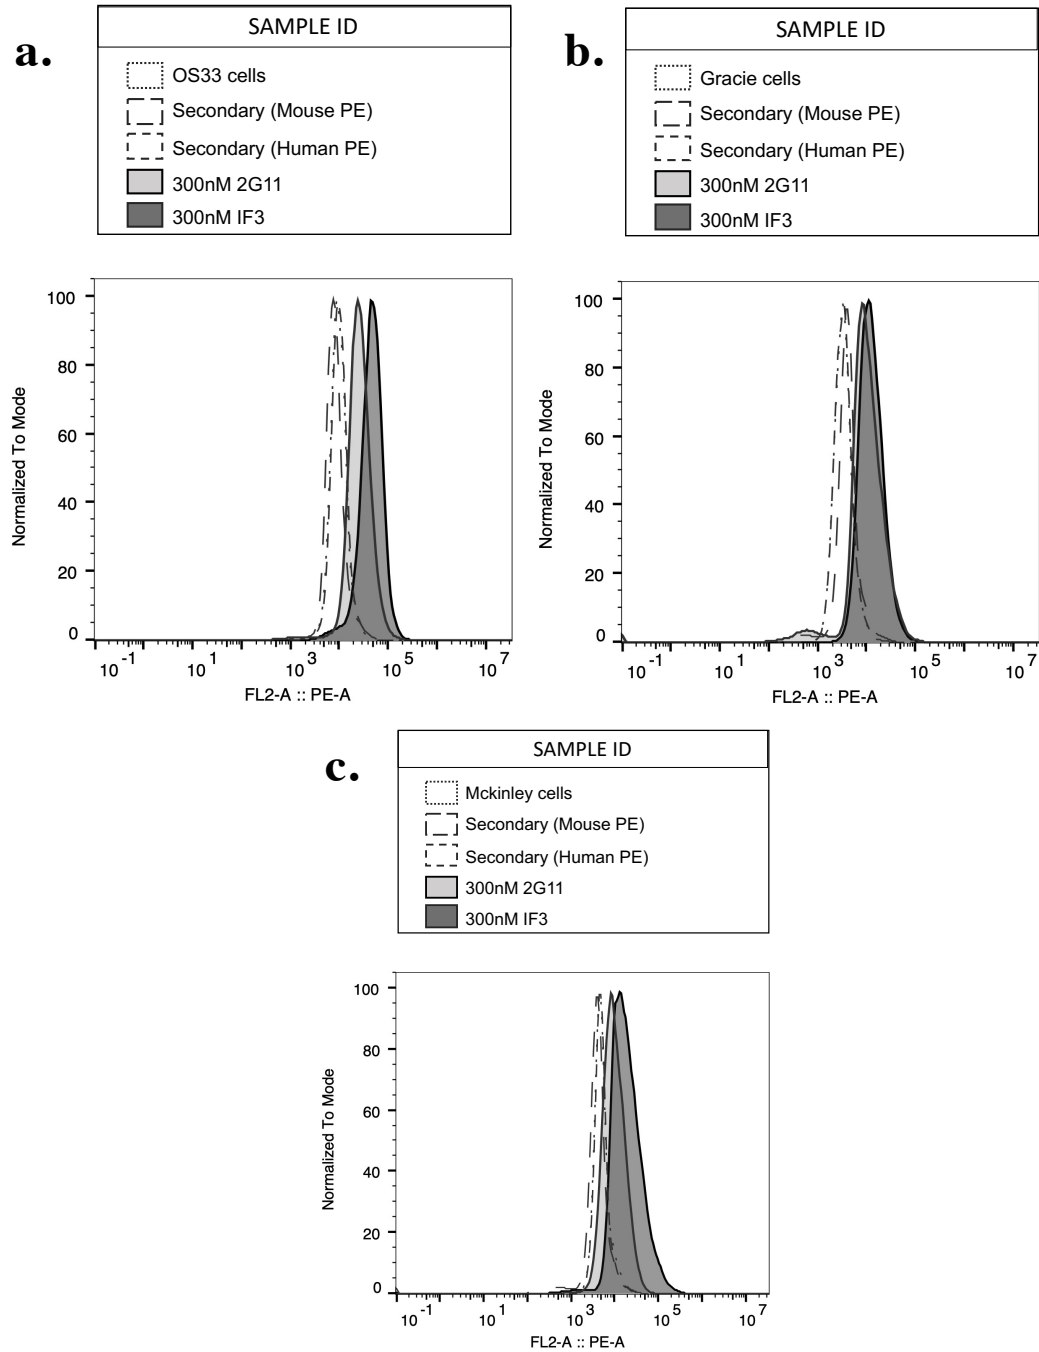 a.
SAMPLE ID
OS33 cells
Secondary (Mouse PE)
Secondary (Human PE)
300nM 2G11
300nM IF3
100
80
60
40
20
0
Normalized To Mode
10^-1 10^1 10^3 10^5 10^7
FL2-A :: PE-A
b.
SAMPLE ID
Gracie cells
Secondary (Mouse PE)
Secondary (Human PE)
300nM 2G11
300nM IF3
100
80
60
40
20
0
Normalized To Mode
10^-1 10^1 10^3 10^5 10^7
FL2-A :: PE-A
c.
SAMPLE ID
Mckinley cells
Secondary (Mouse PE)
Secondary (Human PE)
300nM 2G11
300nM IF3
100
80
60
40
20
0
Normalized To Mode
10^-1 10^1 10^3 10^5 10^7
FL2-A :: PE-A